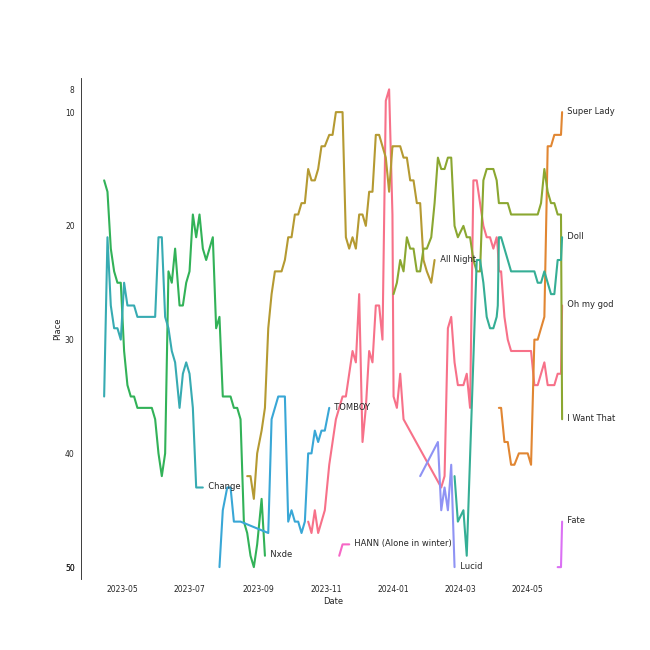 8
10
Super Lady
20
Doll
All Night
30
Place
Oh my god
TOMBOY
I Want That
40
Change
Fate
HANN (Alone in winter)
Nxde
50
Lucid
2023-05
2023-07
2023-09
2023-11
2024-01
2024-03
2024-05
Date